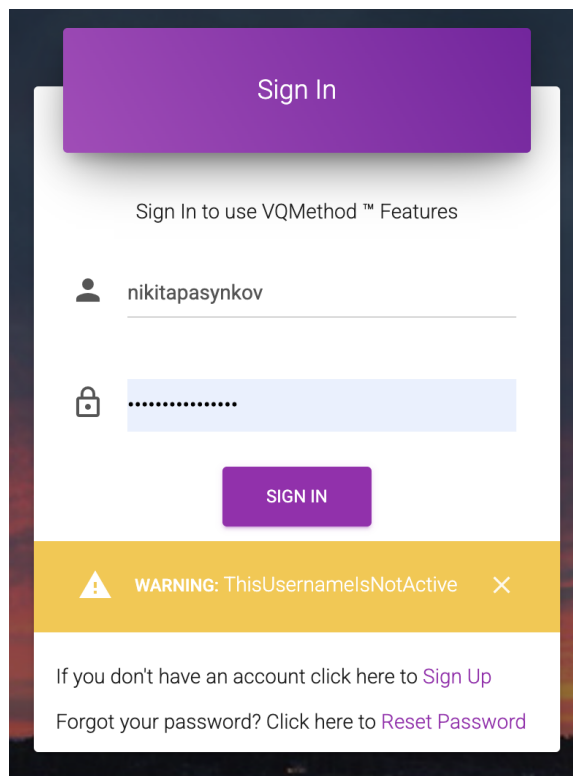 Sign In
Sign In to use VQMethod ™ Features
nikitapasynkov
••••••••••••••••
SIGN IN
WARNING: ThisUsernameIsNotActive
If you don't have an account click here to Sign Up
Forgot your password? Click here to Reset Password